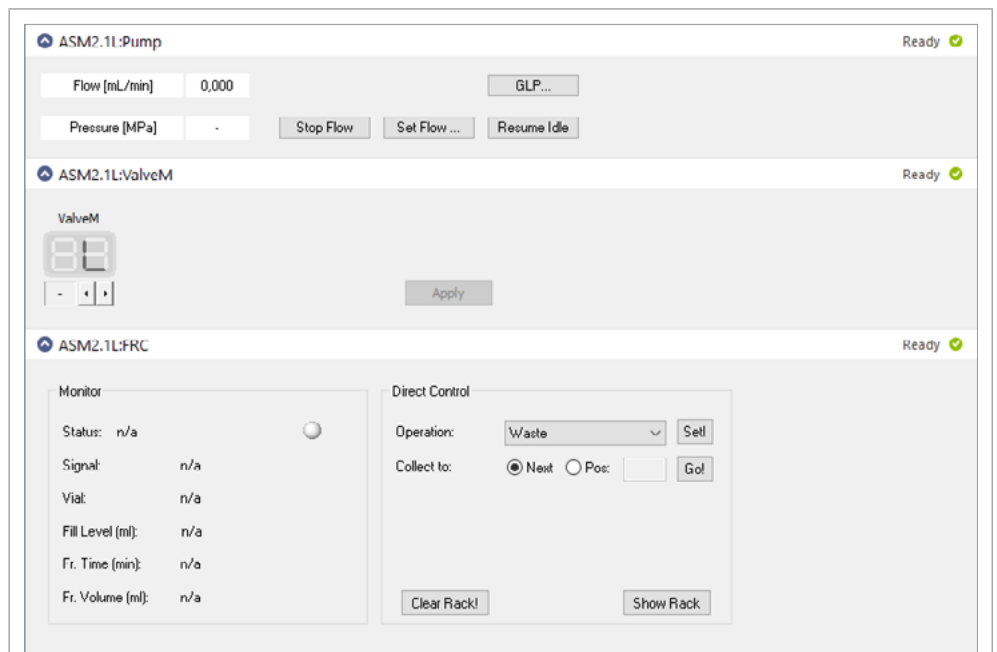 ASM2.1L:Pump Ready
Flow [mL/min] 0,000 GLP...
Pressure [MPa] - Stop Flow Set Flow ... Resume Idle
ASM2.1L:ValveM Ready
ValveM
L
- Apply
ASM2.1L:FRC Ready
Monitor Direct Control
Status: n/a Operation: Waste Set!
Signal: n/a Collect to: Next Pos: Go!
Vial: n/a
Fill Level (ml): n/a
Fr. Time (min): n/a
Fr. Volume (ml): n/a Clear Rack! Show Rack